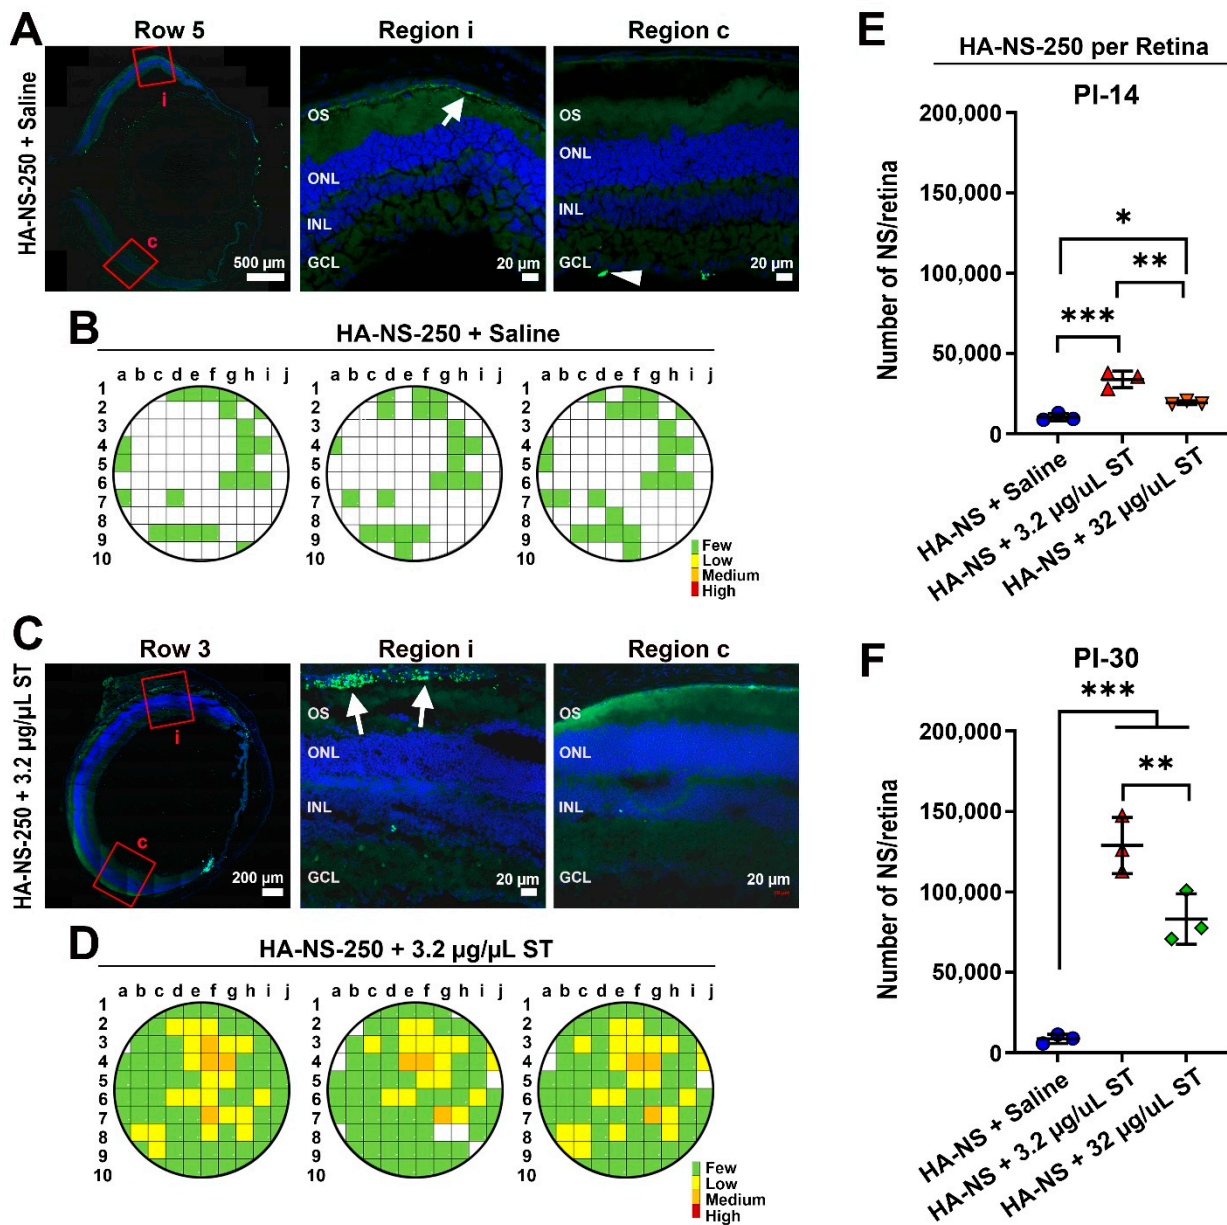 A
Row 5
Region i
Region c
HA-NS-250 + Saline
i
c
500 µm
OS
ONL
INL
GCL
20 µm
OS
ONL
INL
GCL
20 µm
B
HA-NS-250 + Saline
a b c d e f g h i j
a b c d e f g h i j
a b c d e f g h i j
1
2
3
4
5
6
7
8
9
10
1
2
3
4
5
6
7
8
9
10
1
2
3
4
5
6
7
8
9
10
Few
Low
Medium
High
C
Row 3
Region i
Region c
HA-NS-250 + 3.2 µg/µL ST
i
c
200 µm
OS
ONL
INL
GCL
20 µm
OS
ONL
INL
GCL
20 µm
D
HA-NS-250 + 3.2 µg/µL ST
a b c d e f g h i j
a b c d e f g h i j
a b c d e f g h i j
1
2
3
4
5
6
7
8
9
10
1
2
3
4
5
6
7
8
9
10
1
2
3
4
5
6
7
8
9
10
Few
Low
Medium
High
E
HA-NS-250 per Retina
PI-14
Number of NS/retina
200,000
150,000
100,000
50,000
0
*
**
***
HA-NS + Saline
HA-NS + 3.2 µg/uL ST
HA-NS + 32 µg/uL ST
F
PI-30
Number of NS/retina
200,000
150,000
100,000
50,000
0
***
**
HA-NS + Saline
HA-NS + 3.2 µg/uL ST
HA-NS + 32 µg/uL ST